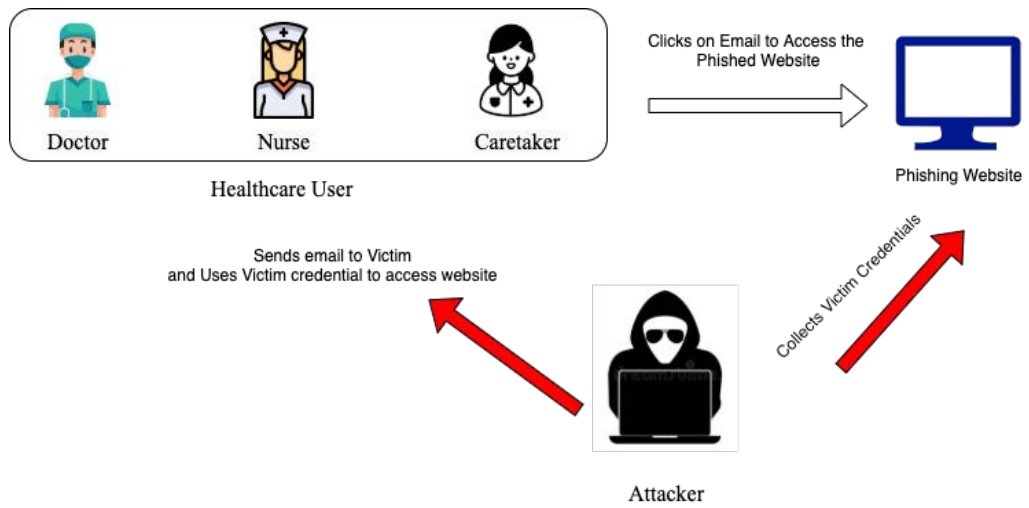 Clicks on Email to Access the
Phished Website
Doctor
Nurse
Caretaker
Phishing Website
Healthcare User
Sends email to Victim
and Uses Victim credential to access website
Collects Victim Credentials
dreamstime
Attacker